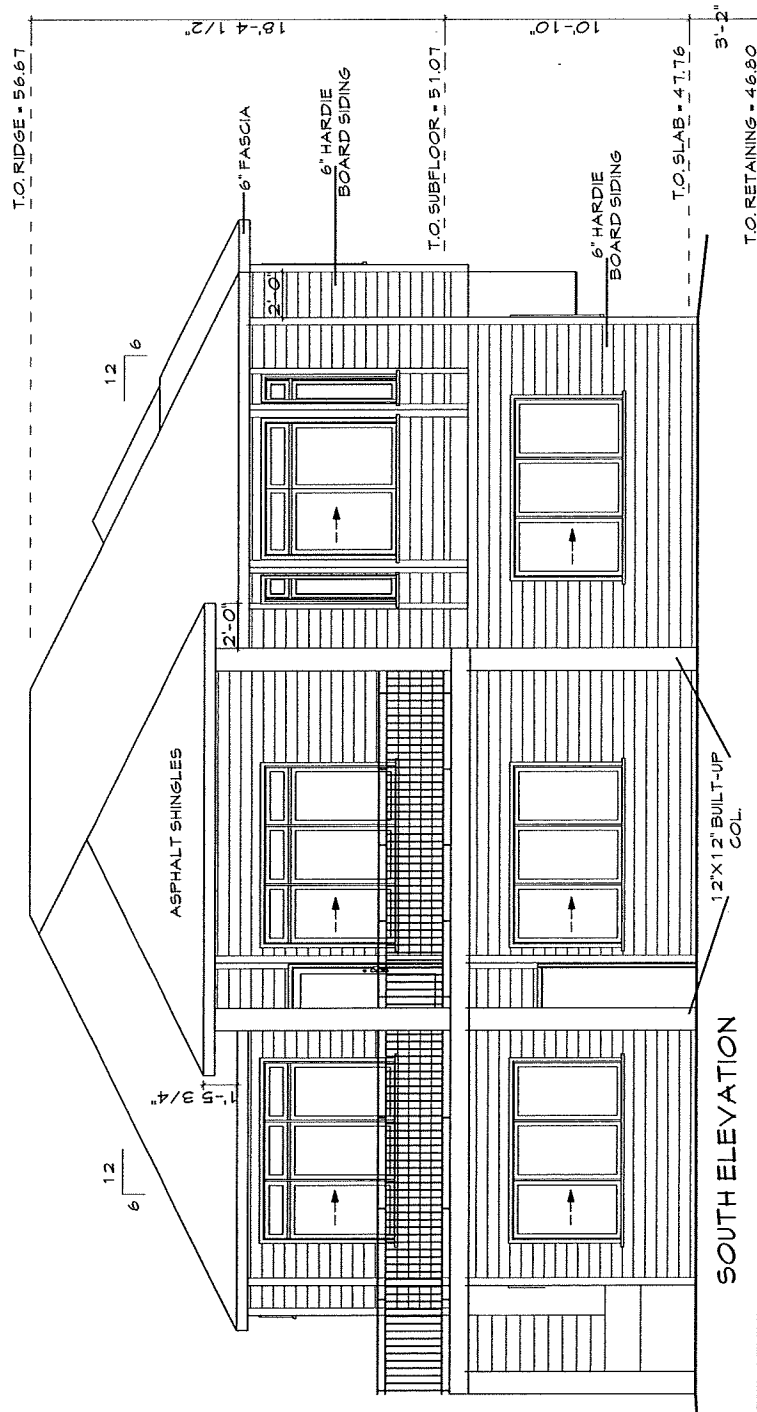 T.O. RIDGE = 56.67
18'-4 1/2"
12
6
12
6
6" FASCIA
6" HARDIE
BOARD SIDING
ASPHALT SHINGLES
2'-0"
2'-0"
1'-5 3/4"
T.O. SUBFLOOR = 51.07
10'-10"
6" HARDIE
BOARD SIDING
T.O. SLAB = 47.76
3'-2"
T.O. RETAINING = 46.80
12"X12" BUILT-UP
COL.
SOUTH ELEVATION